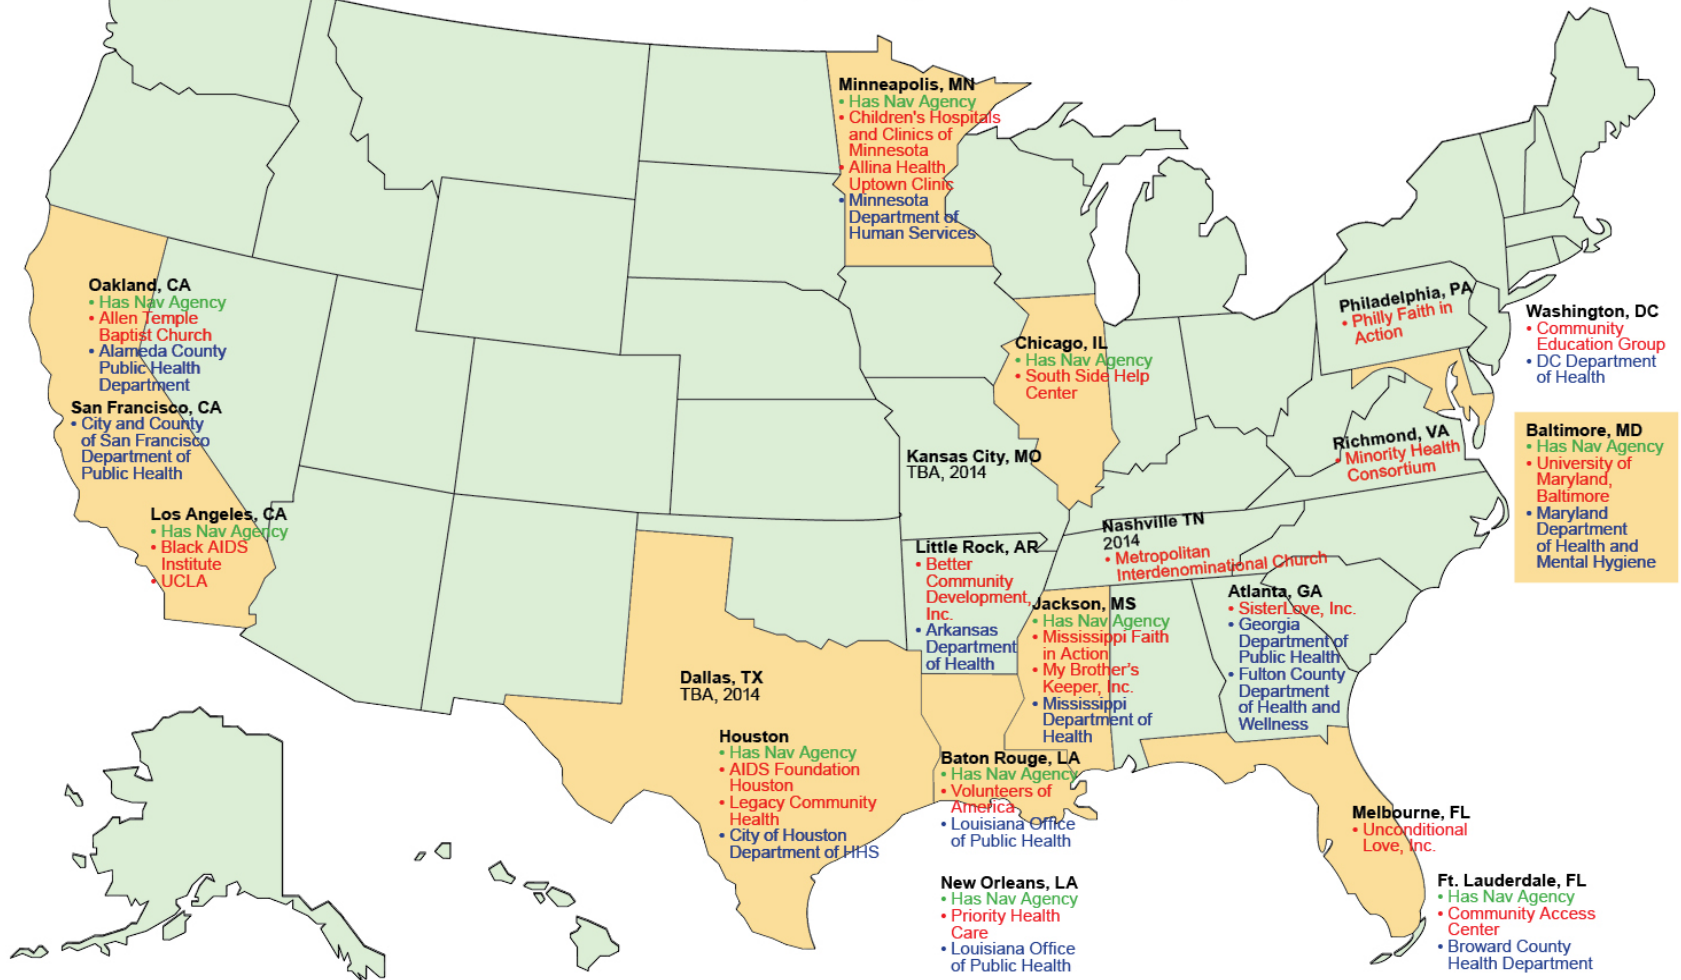 Minneapolis, MN
• Has Nav Agency
• Children's Hospitals
and Clinics of
Minnesota
• Allina Health
Uptown Clinic
• Minnesota
Department of
Human Services
Oakland, CA
• Has Nav Agency
• Allen Temple
Baptist Church
• Alameda County
Public Health
Department
San Francisco, CA
• City and County
of San Francisco
Department of
Public Health
Los Angeles, CA
• Has Nav Agency
• Black AIDS
Institute
• UCLA
Chicago, IL
• Has Nav Agency
• South Side Help
Center
Kansas City, MO
TBA, 2014
Philadelphia, PA
• Philly Faith in
Action
Washington, DC
• Community
Education Group
• DC Department
of Health
Richmond, VA
• Minority Health
Consortium
Baltimore, MD
• Has Nav Agency
• University of
Maryland,
Baltimore
• Maryland
Department
of Health and
Mental Hygiene
Nashville TN
2014
• Metropolitan
Interdenominational Church
Little Rock, AR
• Better
Community
Development,
Inc.
• Arkansas
Department
of Health
Jackson, MS
• Has Nav Agency
• Mississippi Faith
in Action
• My Brother's
Keeper, Inc.
• Mississippi
Department of
Health
Atlanta, GA
• SisterLove, Inc.
• Georgia
Department of
Public Health
• Fulton County
Department
of Health and
Wellness
Dallas, TX
TBA, 2014
Houston
• Has Nav Agency
• AIDS Foundation
Houston
• Legacy Community
Health
• City of Houston
Department of HHS
Baton Rouge, LA
• Has Nav Agency
• Volunteers of
America
• Louisiana Office
of Public Health
New Orleans, LA
• Has Nav Agency
• Priority Health
Care
• Louisiana Office
of Public Health
Melbourne, FL
• Unconditional
Love, Inc.
Ft. Lauderdale, FL
• Has Nav Agency
• Community Access
Center
• Broward County
Health Department